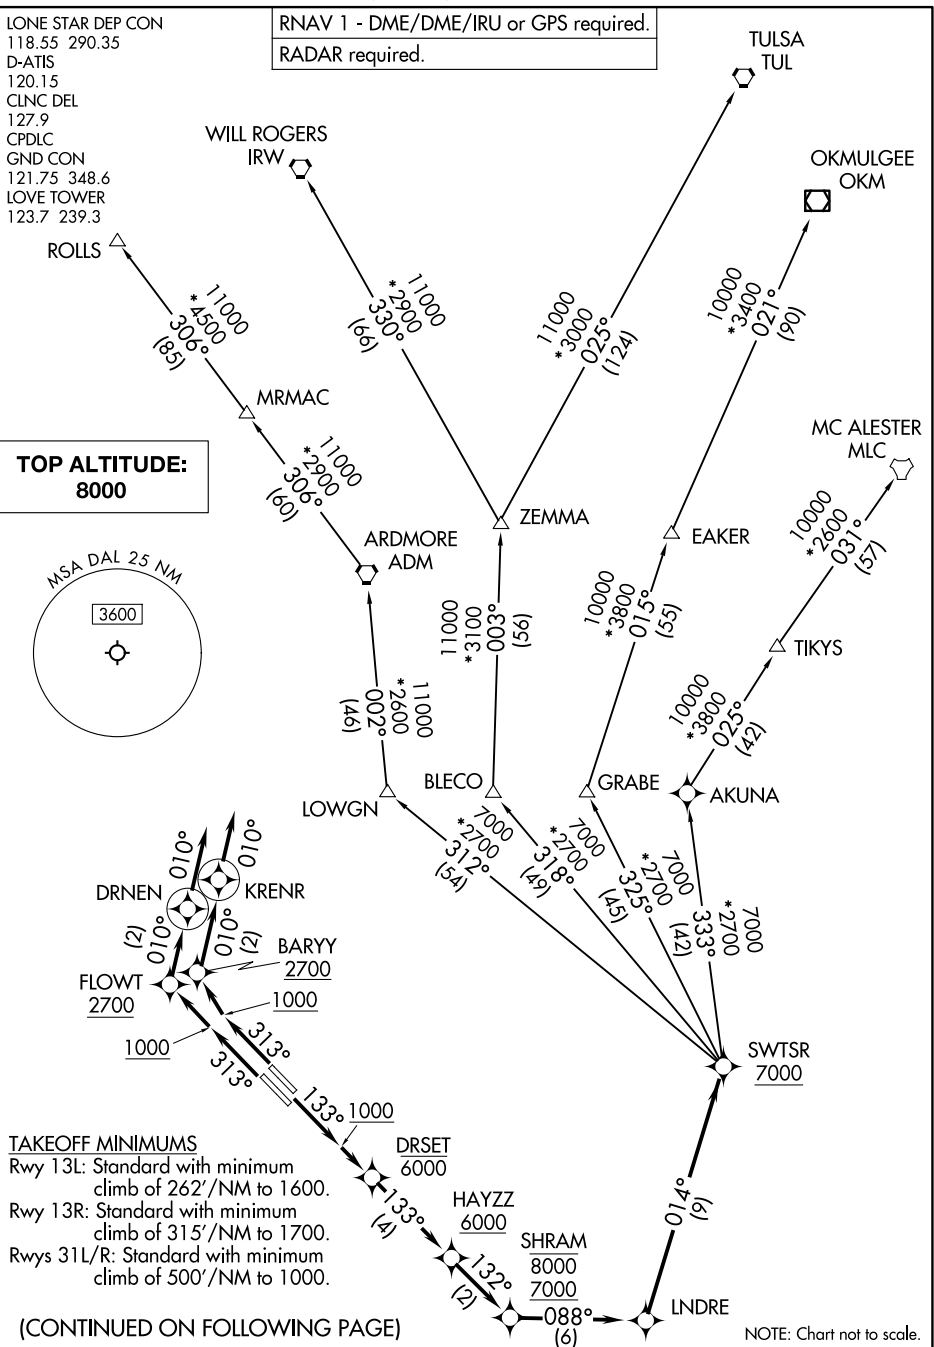 LONE STAR DEP CON
118.55 290.35
D-ATIS
120.15
CLNC DEL
127.9
CPDLC
GND CON
121.75 348.6
LOVE TOWER
123.7 239.3
RNAV 1 - DME/DME/IRU or GPS required.
RADAR required.
TULSA
TUL
WILL ROGERS
IRW
OKMULGEE
OKM
ROLLS
11000
*4500
306°
(85)
11000
*2900
330°
(66)
11000
*3000
025°
(124)
10000
*3400
021°
(90)
MRMAC
MC ALESTER
MLC
TOP ALTITUDE:
8000
11000
*2900
306°
(60)
ARDMORE
ADM
ZEMMA
EAKER
10000
*2600
031°
(57)
MSA DAL 25 NM
3600
11000
*3100
003°
(56)
10000
*3800
015°
(55)
TIKYS
11000
*2600
002°
(46)
10000
*3800
025°
(42)
LOWGN
BLECO
GRABE
AKUNA
7000
*2700
312°
(54)
7000
*2700
318°
(49)
7000
*2700
325°
(45)
7000
*2700
333°
(42)
010°
010°
DRNEN
KRENR
(2)
010°
010°
(2)
BARYY
2700
FLOWT
2700
1000
1000
313°
313°
SWTSR
7000
133°
1000
TAKEOFF MINIMUMS
Rwy 13L: Standard with minimum
climb of 262'/NM to 1600.
Rwy 13R: Standard with minimum
climb of 315'/NM to 1700.
Rwys 31L/R: Standard with minimum
climb of 500'/NM to 1000.
DRSET
6000
133°
(4)
HAYZZ
6000
132°
(2)
SHRAM
8000
7000
088°
(6)
014°
(9)
LNDRE
(CONTINUED ON FOLLOWING PAGE)
NOTE: Chart not to scale.